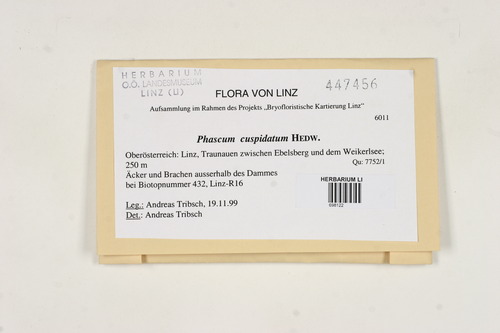 HERBARIUM
O.Ö. LANDESMUSEUM
LINZ (U)
FLORA VON LINZ
447456
Aufsammlung im Rahmen des Projekts „Bryofloristische Kartierung Linz"
6011
Phascum cuspidatum HEDW.
Oberösterreich: Linz, Traunauen zwischen Ebelsberg und dem Weikerlsee;
250 m
Qu: 7752/1
Äcker und Brachen ausserhalb des Dammes
bei Biotopnummer 432, Linz-R16
HERBARIUM LI
698122
Leg.: Andreas Tribsch, 19.11.99
Det.: Andreas Tribsch